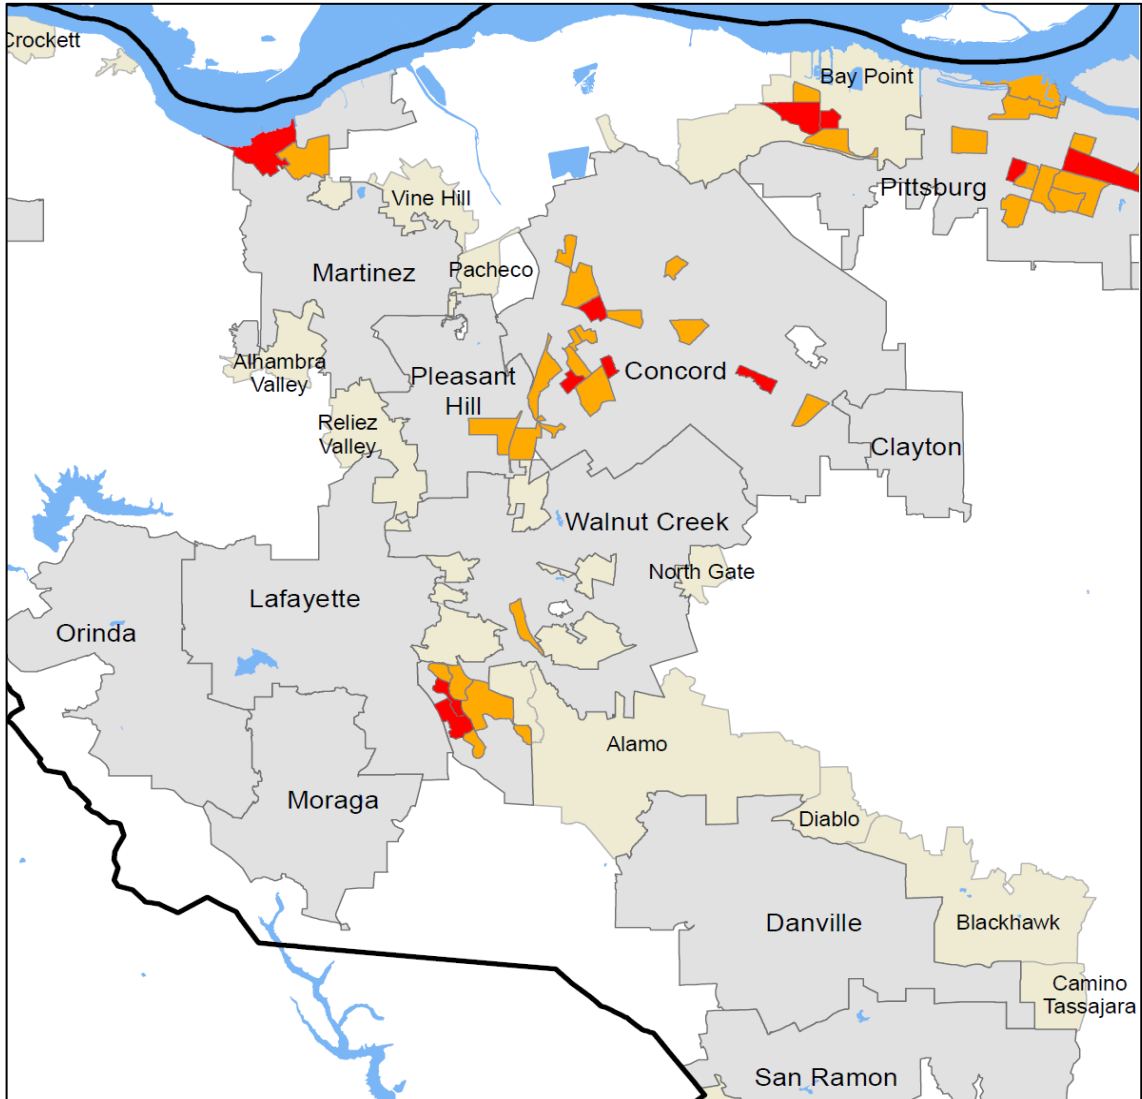 Crockett
Bay Point
Pittsburg
Vine Hill
Martinez
Pacheco
Alhambra
Valley
Pleasant
Hill
Concord
Reliez
Valley
Clayton
Walnut Creek
North Gate
Lafayette
Orinda
Alamo
Moraga
Diablo
Danville
Blackhawk
Camino
Tassajara
San Ramon